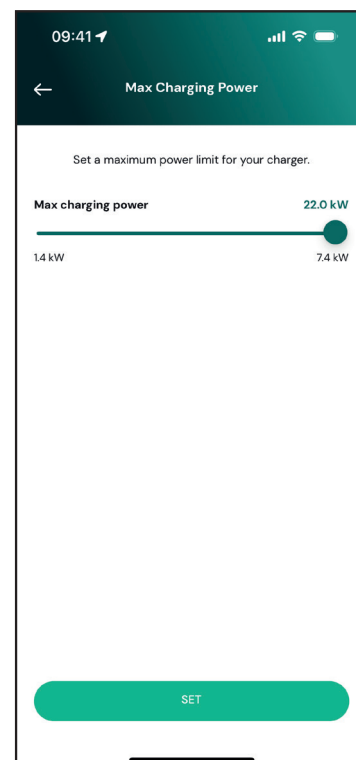 09:41
Max Charging Power
Set a maximum power limit for your charger.
Max charging power 22.0 kW
1.4 kW 7.4 kW
SET